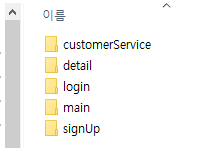 이름
customerService
detail
login
main
signUp